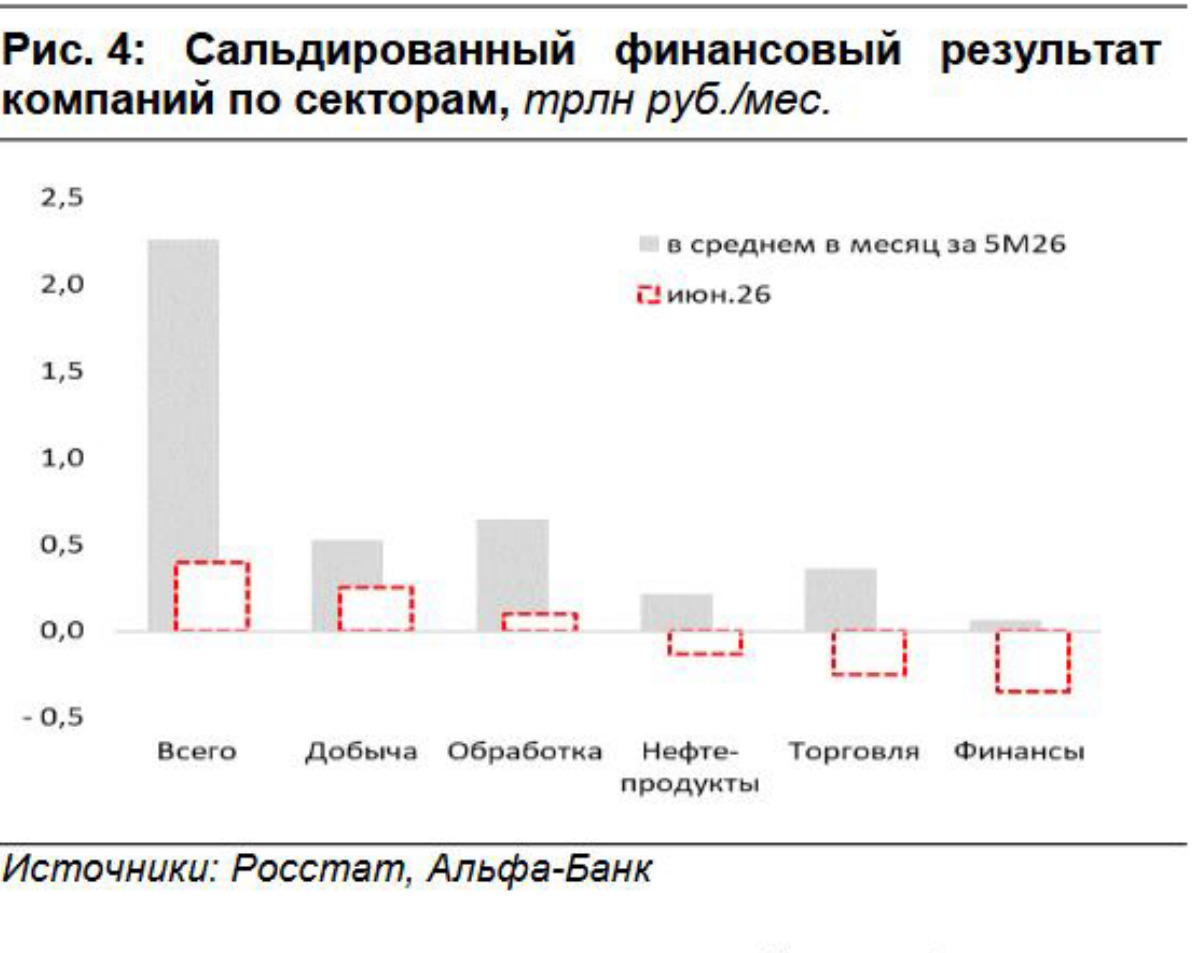 Рис. 4: Сальдированный финансовый результат
компаний по секторам, трлн руб./мес.
2,5
2,0
1,5
1,0
0,5
0,0
- 0,5
в среднем в месяц за 5М26
июн.26
Всего
Добыча
Обработка
Нефте-
продукты
Торговля
Финансы
Источники: Росстат, Альфа-Банк